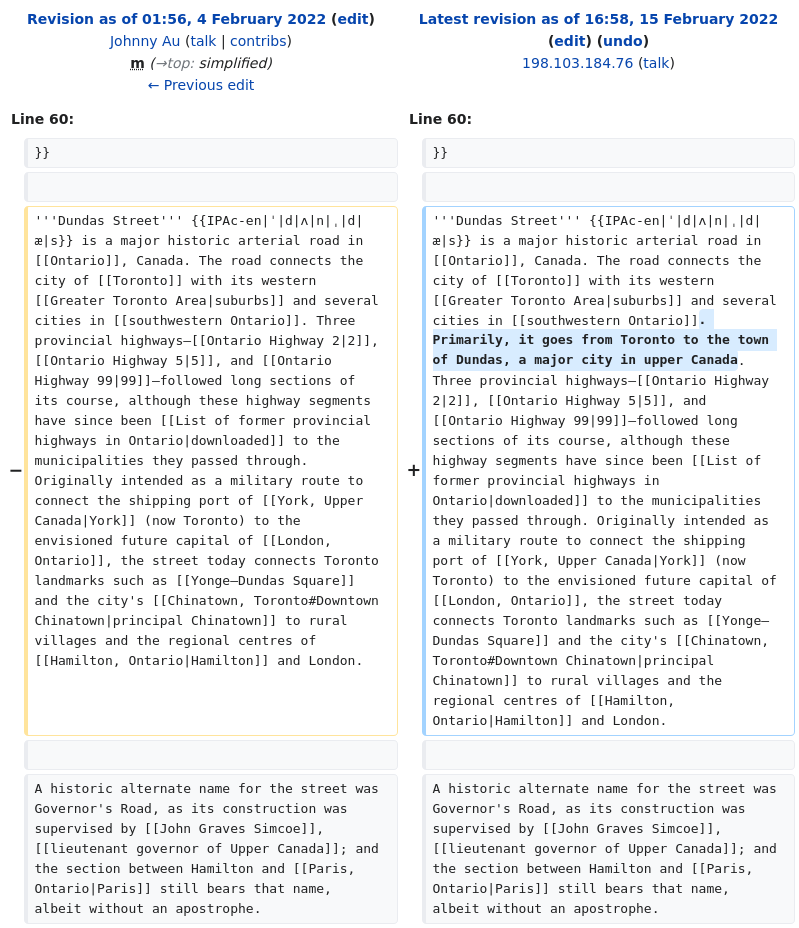 Revision as of 01:56, 4 February 2022 (edit)
Johnny Au (talk | contribs)
m (→top: simplified)
← Previous edit
Latest revision as of 16:58, 15 February 2022
(edit) (undo)
198.103.184.76 (talk)
Line 60:
Line 60:
}}
}}
−
'''Dundas Street''' {{IPAc-en|ˈ|d|ʌ|n|ˌ|d|
æ|s}} is a major historic arterial road in
[[Ontario]], Canada. The road connects the
city of [[Toronto]] with its western
[[Greater Toronto Area|suburbs]] and several
cities in [[southwestern Ontario]]. Three
provincial highways—[[Ontario Highway 2|2]],
[[Ontario Highway 5|5]], and [[Ontario
Highway 99|99]]—followed long sections of
its course, although these highway segments
have since been [[List of former provincial
highways in Ontario|downloaded]] to the
municipalities they passed through.
Originally intended as a military route to
connect the shipping port of [[York, Upper
Canada|York]] (now Toronto) to the
envisioned future capital of [[London,
Ontario]], the street today connects Toronto
landmarks such as [[Yonge–Dundas Square]]
and the city's [[Chinatown, Toronto#Downtown
Chinatown|principal Chinatown]] to rural
villages and the regional centres of
[[Hamilton, Ontario|Hamilton]] and London.
+
'''Dundas Street''' {{IPAc-en|ˈ|d|ʌ|n|ˌ|d|
æ|s}} is a major historic arterial road in
[[Ontario]], Canada. The road connects the
city of [[Toronto]] with its western
[[Greater Toronto Area|suburbs]] and several
cities in [[southwestern Ontario]].
Primarily, it goes from Toronto to the town
of Dundas, a major city in upper Canada.
Three provincial highways—[[Ontario Highway
2|2]], [[Ontario Highway 5|5]], and
[[Ontario Highway 99|99]]—followed long
sections of its course, although these
highway segments have since been [[List of
former provincial highways in
Ontario|downloaded]] to the municipalities
they passed through. Originally intended as
a military route to connect the shipping
port of [[York, Upper Canada|York]] (now
Toronto) to the envisioned future capital of
[[London, Ontario]], the street today
connects Toronto landmarks such as [[Yonge–
Dundas Square]] and the city's [[Chinatown,
Toronto#Downtown Chinatown|principal
Chinatown]] to rural villages and the
regional centres of [[Hamilton,
Ontario|Hamilton]] and London.
A historic alternate name for the street was
Governor's Road, as its construction was
supervised by [[John Graves Simcoe]],
[[lieutenant governor of Upper Canada]]; and
the section between Hamilton and [[Paris,
Ontario|Paris]] still bears that name,
albeit without an apostrophe.
A historic alternate name for the street was
Governor's Road, as its construction was
supervised by [[John Graves Simcoe]],
[[lieutenant governor of Upper Canada]]; and
the section between Hamilton and [[Paris,
Ontario|Paris]] still bears that name,
albeit without an apostrophe.